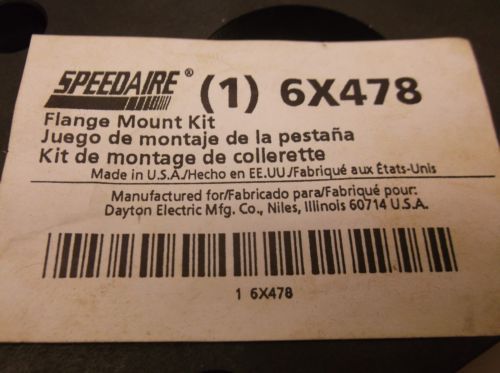 SPEEDAIRE® (1) 6X478
Flange Mount Kit
Juego de montaje de la pestaña
Kit de montage de collerette
Made in U.S.A./Hecho en EE.UU./Fabriqué aux États-Unis
Manufactured for/Fabricado para/Fabriqué pour:
Dayton Electric Mfg. Co., Niles, Illinois 60714 U.S.A.
1 6X478